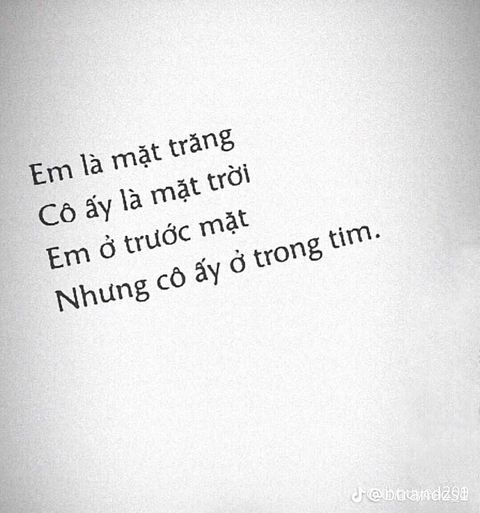 Em là mặt trăng
Cô ấy là mặt trời
Em ở trước mặt
Nhưng cô ấy ở trong tim.